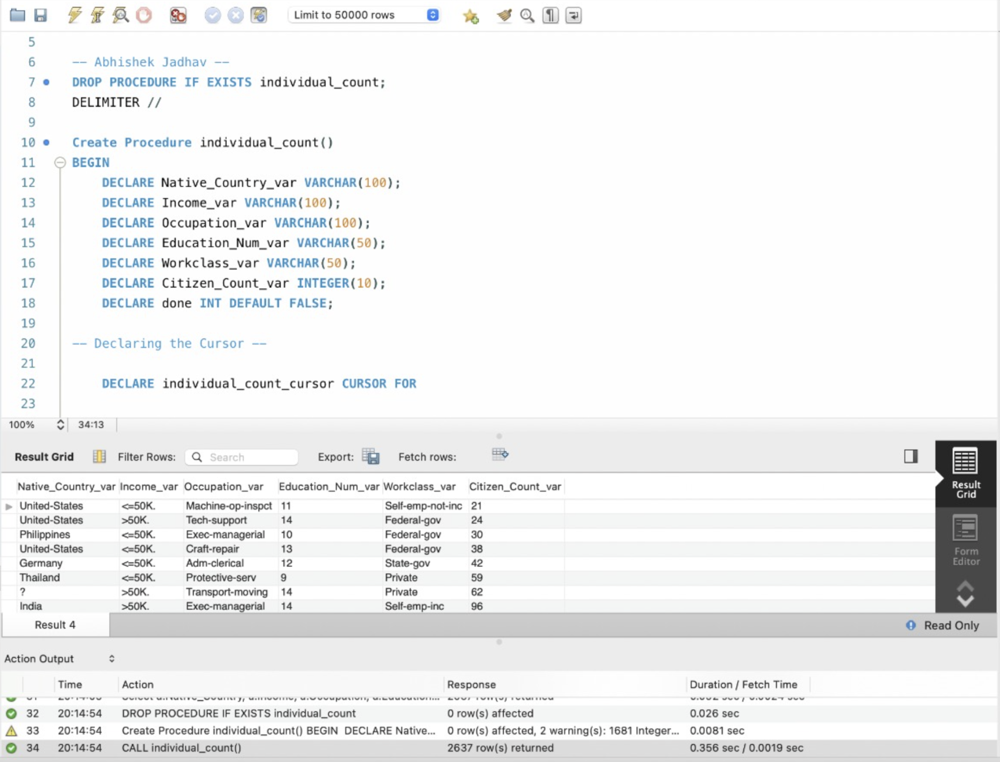 Limit to 50000 rows
5
6 -- Abhishek Jadhav --
7 DROP PROCEDURE IF EXISTS individual_count;
8 DELIMITER //
9
10 Create Procedure individual_count()
11 BEGIN
12 DECLARE Native_Country_var VARCHAR(100);
13 DECLARE Income_var VARCHAR(100);
14 DECLARE Occupation_var VARCHAR(100);
15 DECLARE Education_Num_var VARCHAR(50);
16 DECLARE Workclass_var VARCHAR(50);
17 DECLARE Citizen_Count_var INTEGER(10);
18 DECLARE done INT DEFAULT FALSE;
19
20 -- Declaring the Cursor --
21
22 DECLARE individual_count_cursor CURSOR FOR
23
100% 34:13
Result Grid Filter Rows: Search Export: Fetch rows:
Result Grid
Form Editor
Native_Country_var Income_var Occupation_var Education_Num_var Workclass_var Citizen_Count_var
United-States <=50K. Machine-op-inspct 11 Self-emp-not-inc 21
United-States >50K. Tech-support 14 Federal-gov 24
Philippines <=50K. Exec-managerial 10 Federal-gov 30
United-States <=50K. Craft-repair 13 Federal-gov 38
Germany <=50K. Adm-clerical 12 State-gov 42
Thailand <=50K. Protective-serv 9 Private 59
? >50K. Transport-moving 14 Private 62
India >50K. Exec-managerial 14 Self-emp-inc 96
Result 4 Read Only
Action Output
Time Action Response Duration / Fetch Time
32 20:14:54 DROP PROCEDURE IF EXISTS individual_count 0 row(s) affected 0.026 sec
33 20:14:54 Create Procedure individual_count() BEGIN DECLARE Native... 0 row(s) affected, 2 warning(s): 1681 Integer... 0.0081 sec
34 20:14:54 CALL individual_count() 2637 row(s) returned 0.356 sec / 0.0019 sec